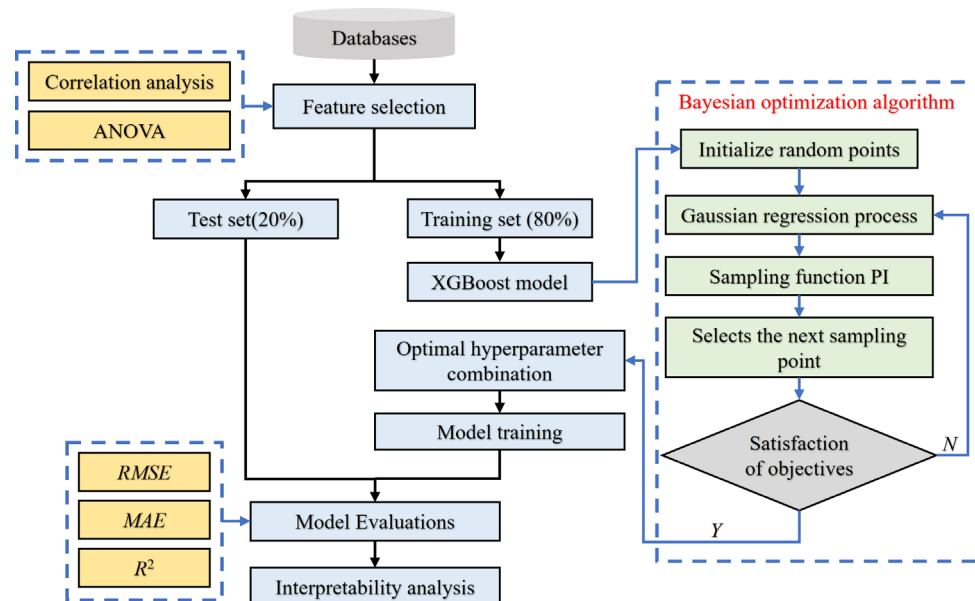 Databases
Correlation analysis
ANOVA
Feature selection
Test set(20%)
Training set (80%)
XGBoost model
Bayesian optimization algorithm
Initialize random points
Gaussian regression process
Sampling function PI
Selects the next sampling
point
Satisfaction
of objectives
N
Y
Optimal hyperparameter
combination
Model training
RMSE
MAE
R²
Model Evaluations
Interpretability analysis